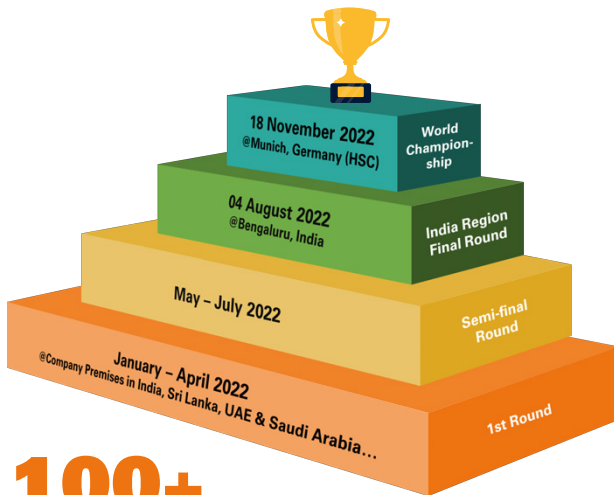 18 November 2022
@Munich, Germany (HSC)
World
Champion-
ship
04 August 2022
@Bengaluru, India
India Region
Final Round
May – July 2022
Semi-final
Round
January – April 2022
@Company Premises in India, Sri Lanka, UAE & Saudi Arabia...
1st Round
100+